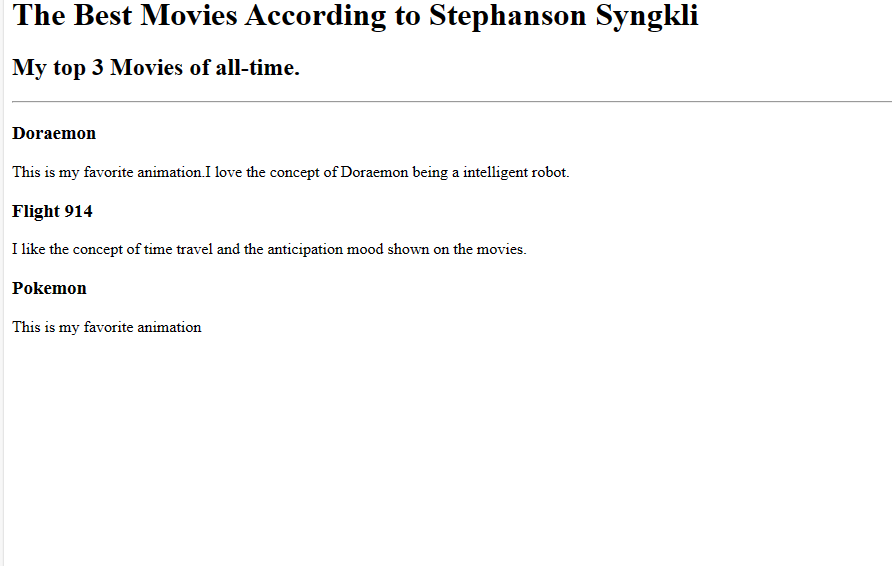 The Best Movies According to Stephanson Syngkli
My top 3 Movies of all-time.
Doraemon
This is my favorite animation.I love the concept of Doraemon being a intelligent robot.
Flight 914
I like the concept of time travel and the anticipation mood shown on the movies.
Pokemon
This is my favorite animation